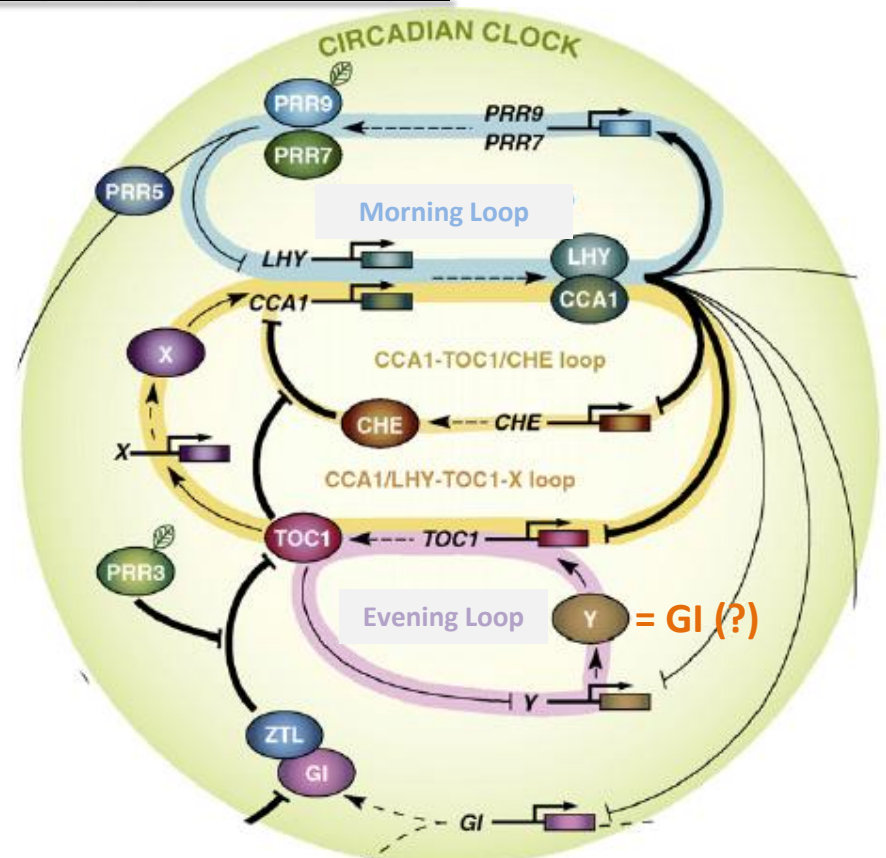 CIRCADIAN CLOCK
PRR9
PRR9
PRR7
PRR7
PRR5
Morning Loop
LHY
LHY
CCA1
CCA1
X
CCA1-TOC1/CHE loop
CHE
CHE
X
CCA1/LHY-TOC1-X loop
TOC1
TOC1
PRR3
Evening Loop
Y
= GI (?)
Y
ZTL
GI
GI